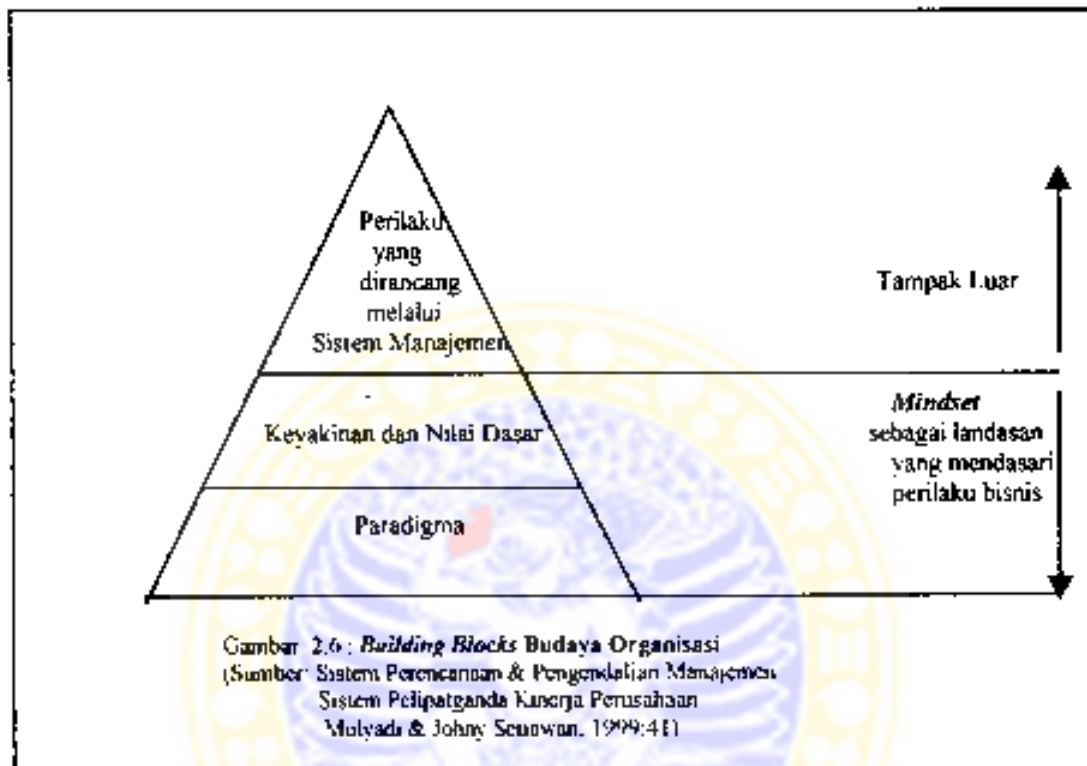 Perilaku
yang
dirancang
melalui
Sistem Manajemen
Tampak Luar
Keyakinan dan Nilai Dasar
Mindset
sebagai landasan
yang mendasari
perilaku bisnis
Paradigma
Gambar 2.6 : Building Blocks Budaya Organisasi
(Sumber: Sistem Perencanaan & Pengendalian Manajemen
Sistem Pelipatganda Kinerja Perusahaan
Mulyadi & Johny Setiawan, 1999:41)